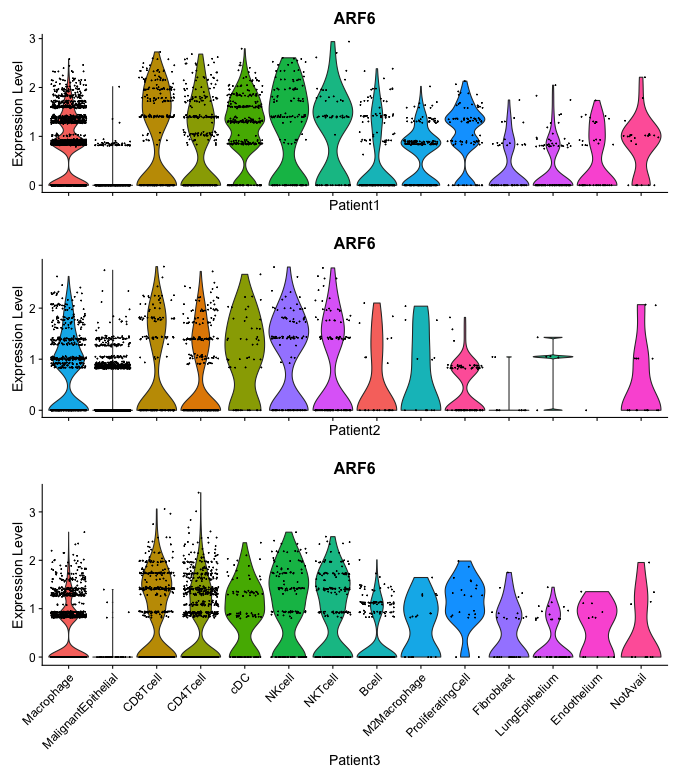 ARF6
Expression Level
3
2
1
0
Patient1
ARF6
Expression Level
2
1
0
Patient2
ARF6
Expression Level
3
2
1
0
Macrophage
MalignantEpithelial
CD8Tcell
CD4Tcell
cDC
NKcell
NKTcell
Bcell
M2Macrophage
ProliferatingCell
Fibroblast
LungEpithelium
Endothelium
NotAvail
Patient3